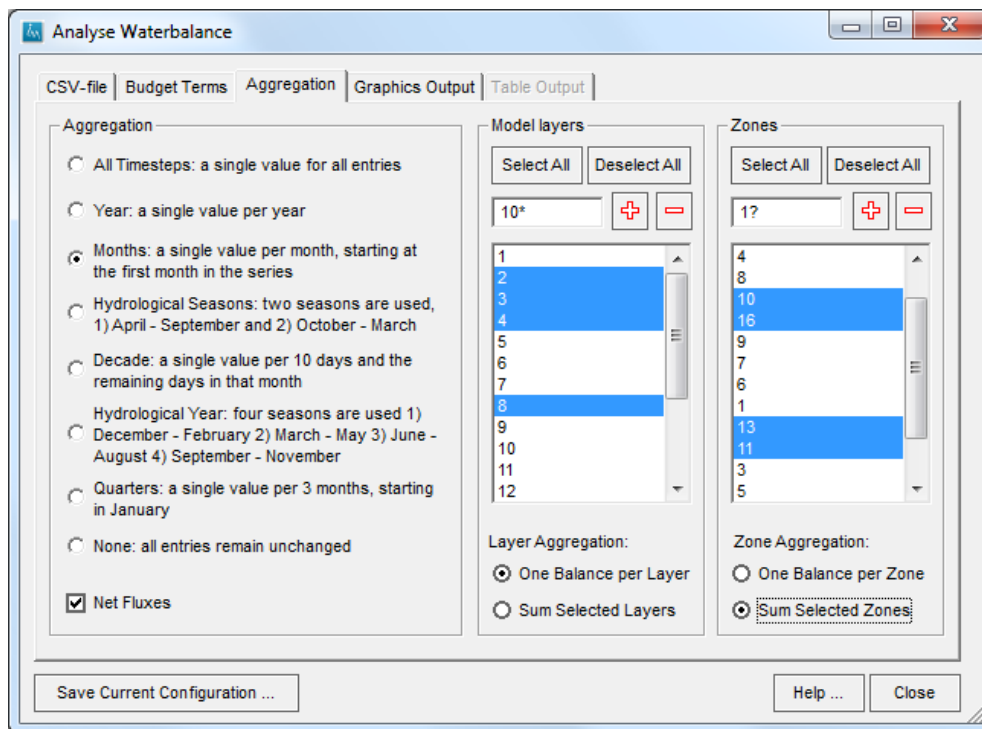 Analyse Waterbalance
CSV-file
Budget Terms
Aggregation
Graphics Output
Table Output
Aggregation
All Timesteps: a single value for all entries
Year: a single value per year
Months: a single value per month, starting at
the first month in the series
Hydrological Seasons: two seasons are used,
1) April - September and 2) October - March
Decade: a single value per 10 days and the
remaining days in that month
Hydrological Year: four seasons are used 1)
December - February 2) March - May 3) June -
August 4) September - November
Quarters: a single value per 3 months, starting
in January
None: all entries remain unchanged
Net Fluxes
Model layers
Select All
Deselect All
10*
1
2
3
4
5
6
7
8
9
10
11
12
Layer Aggregation:
One Balance per Layer
Sum Selected Layers
Zones
Select All
Deselect All
1?
4
8
10
16
9
7
6
1
13
11
3
5
Zone Aggregation:
One Balance per Zone
Sum Selected Zones
Save Current Configuration ...
Help ...
Close